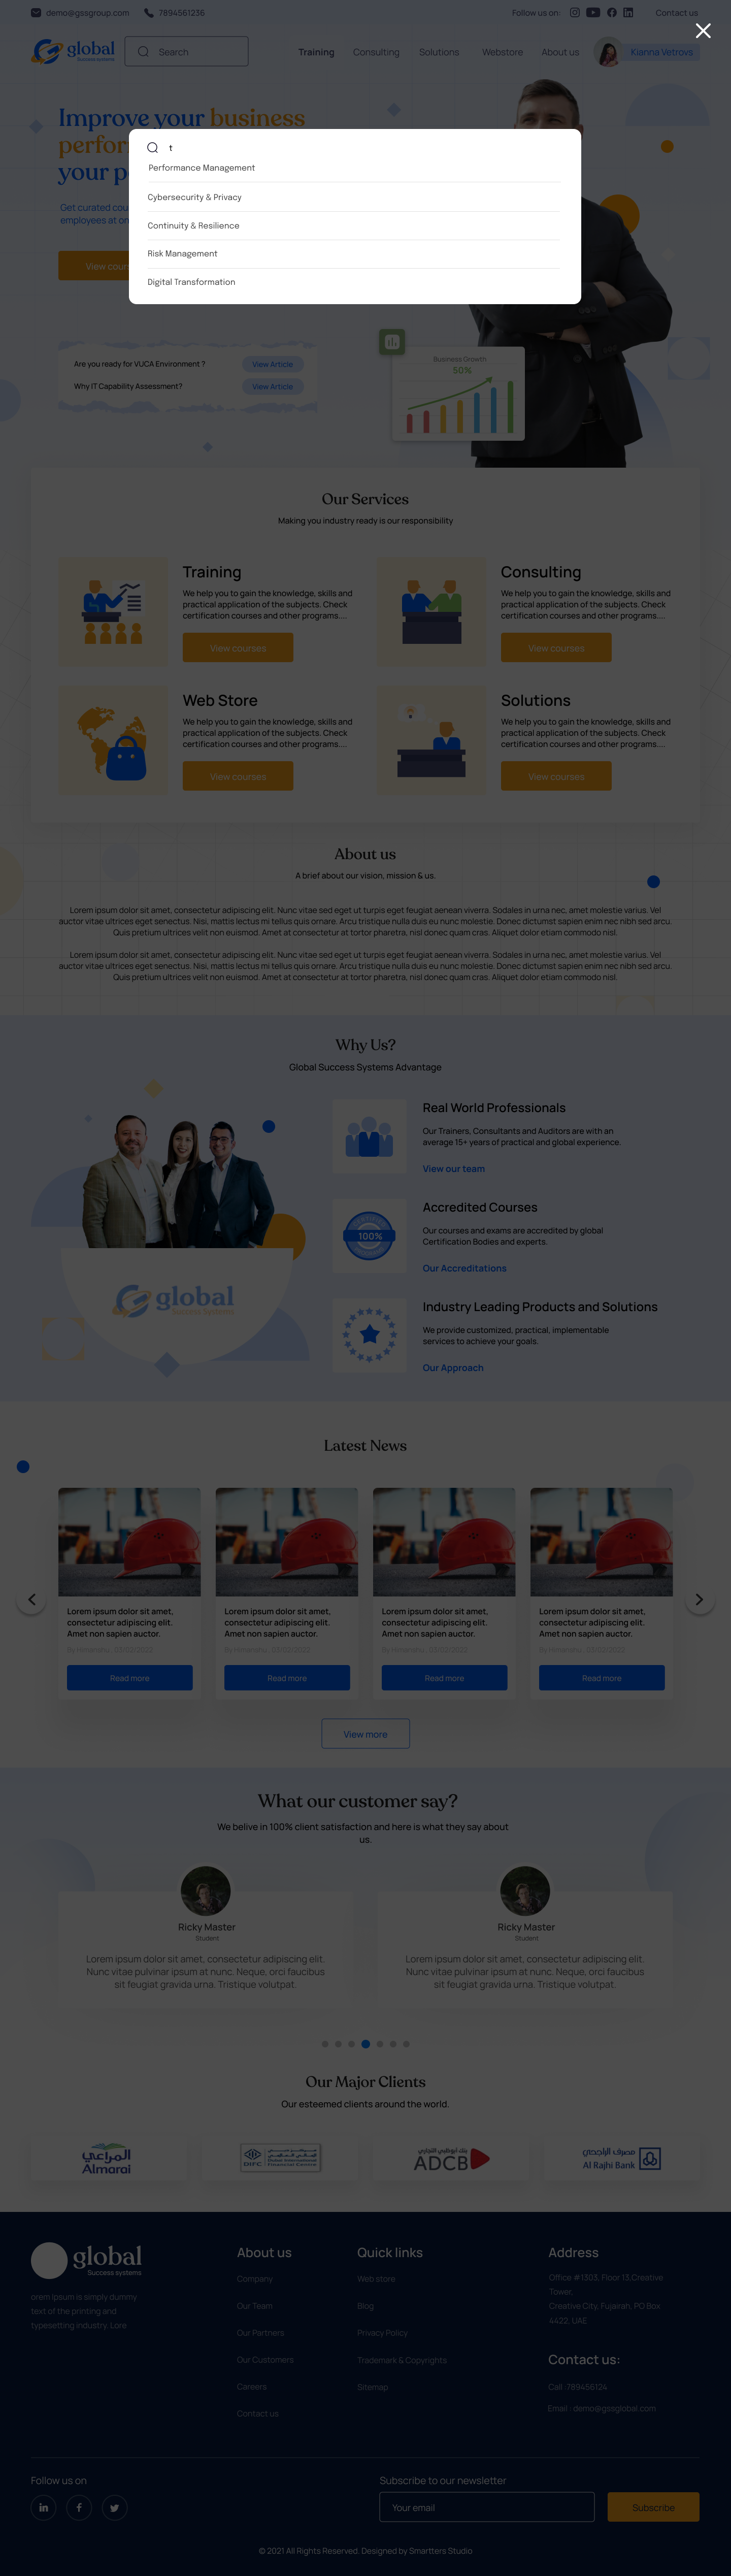 demo@gssgroup.com
7894561236
Follow us on:
Contact us
global
Success systems
Search
Training
Consulting
Solutions
Webstore
About us
Kianna Vetrova
Improve your business
perfor
your p
Get curated cou
employees at on
View cour
t
Performance Management
Cybersecurity & Privacy
Continuity & Resilience
Risk Management
Digital Transformation
Are you ready for VUCA Environment ?
View Article
Why IT Capability Assessment?
View Article
Business Growth
50%
Our Services
Making you industry ready is our responsibility
Training
We help you to gain the knowledge, skills and
practical application of the subjects. Check
certification courses and other programs....
View courses
Consulting
We help you to gain the knowledge, skills and
practical application of the subjects. Check
certification courses and other programs....
View courses
Web Store
We help you to gain the knowledge, skills and
practical application of the subjects. Check
certification courses and other programs....
View courses
Solutions
We help you to gain the knowledge, skills and
practical application of the subjects. Check
certification courses and other programs....
View courses
About us
A brief about our vision, mission & us.
Lorem ipsum dolor sit amet, consectetur adipiscing elit. Nunc vitae sed eget ut turpis eget feugiat aenean viverra. Sodales in urna nec, amet molestie varius. Vel
auctor vitae ultrices eget senectus. Nisi, mattis lectus mi tellus quis ornare. Arcu tristique nulla duis eu nunc molestie. Donec dictumst sapien enim nec nibh sed arcu.
Quis pretium ultrices velit non euismod. Amet at consectetur at tortor pharetra, nisl donec quam cras. Aliquet dolor etiam commodo nisl.
Lorem ipsum dolor sit amet, consectetur adipiscing elit. Nunc vitae sed eget ut turpis eget feugiat aenean viverra. Sodales in urna nec, amet molestie varius. Vel
auctor vitae ultrices eget senectus. Nisi, mattis lectus mi tellus quis ornare. Arcu tristique nulla duis eu nunc molestie. Donec dictumst sapien enim nec nibh sed arcu.
Quis pretium ultrices velit non euismod. Amet at consectetur at tortor pharetra, nisl donec quam cras. Aliquet dolor etiam commodo nisl.
Why Us?
Global Success Systems Advantage
global
Success Systems
Real World Professionals
Our Trainers, Consultants and Auditors are with an
average 15+ years of practical and global experience.
View our team
100%
Accredited Courses
Our courses and exams are accredited by global
Certification Bodies and experts.
Our Accreditations
Industry Leading Products and Solutions
We provide customized, practical, implementable
services to achieve your goals.
Our Approach
Latest News
Lorem ipsum dolor sit amet,
consectetur adipiscing elit.
Amet non sapien auctor.
Read more
Lorem ipsum dolor sit amet,
consectetur adipiscing elit.
Amet non sapien auctor.
Read more
Lorem ipsum dolor sit amet,
consectetur adipiscing elit.
Amet non sapien auctor.
Read more
Lorem ipsum dolor sit amet,
consectetur adipiscing elit.
Amet non sapien auctor.
Read more
View more
What our customer say?
We belive in 100% client satisfaction and here is what they say about
us.
Ricky Master
Student
Lorem ipsum dolor sit amet, consectetur adipiscing elit.
Nunc vitae pulvinar ipsum at nunc. Neque, orci faucibus
sit feugiat gravida urna. Tristique volutpat.
Ricky Master
Student
Lorem ipsum dolor sit amet, consectetur adipiscing elit.
Nunc vitae pulvinar ipsum at nunc. Neque, orci faucibus
sit feugiat gravida urna. Tristique volutpat.
Our Major Clients
Our esteemed clients around the world.
المراعي
Almarai
DIFC
Dubai International
Financial Centre
بنك أبوظبي التجاري
ADCB
مصرف الراجحي
Al Rajhi Bank
global
Success systems
orem Ipsum is simply dummy
text of the printing and
typesetting industry. Lore
About us
Company
Our Team
Our Partners
Our Customers
Careers
Contact us
Quick links
Web store
Blog
Privacy Policy
Trademark & Copyrights
Sitemap
Address
Office #1303, Floor 13,Creative
Tower,
Creative City, Fujairah, PO Box
4422, UAE
Contact us:
Call :789456124
Email : demo@gssglobal.com
Follow us on
Subscribe to our newsletter
Your email
Subscribe
© 2021 All Rights Reserved. Designed by Smartters Studio